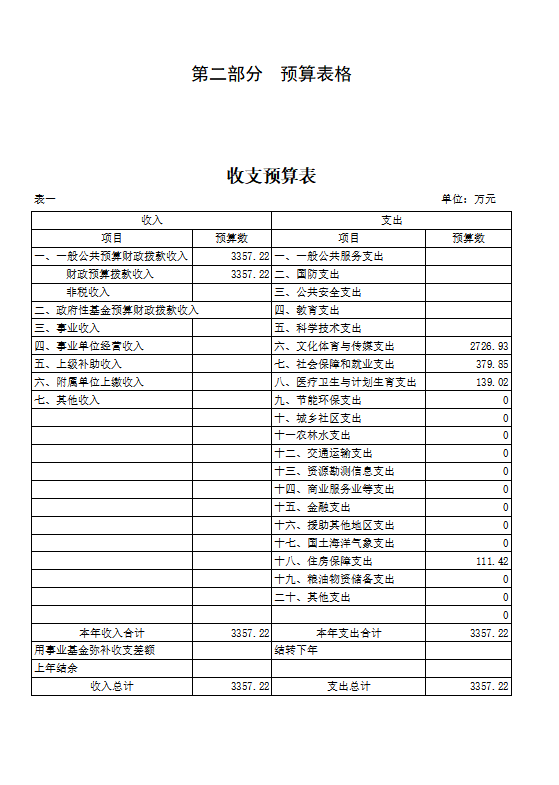 第二部分 预算表格
收支预算表
表一 单位：万元
收入 支出
项目 预算数 项目 预算数
一、一般公共预算财政拨款收入 3357.22 一、一般公共服务支出
财政预算拨款收入 3357.22 二、国防支出
非税收入 三、公共安全支出
二、政府性基金预算财政拨款收入 四、教育支出
三、事业收入 五、科学技术支出
四、事业单位经营收入 六、文化体育与传媒支出 2726.93
五、上级补助收入 七、社会保障和就业支出 379.85
六、附属单位上缴收入 八、医疗卫生与计划生育支出 139.02
七、其他收入 九、节能环保支出 0
十、城乡社区支出 0
十一农林水支出 0
十二、交通运输支出 0
十三、资源勘测信息支出 0
十四、商业服务业等支出 0
十五、金融支出 0
十六、援助其他地区支出 0
十七、国土海洋气象支出 0
十八、住房保障支出 111.42
十九、粮油物资储备支出 0
二十、其他支出 0
0
本年收入合计 3357.22 本年支出合计 3357.22
用事业基金弥补收支差额 结转下年
上年结余
收入总计 3357.22 支出总计 3357.22